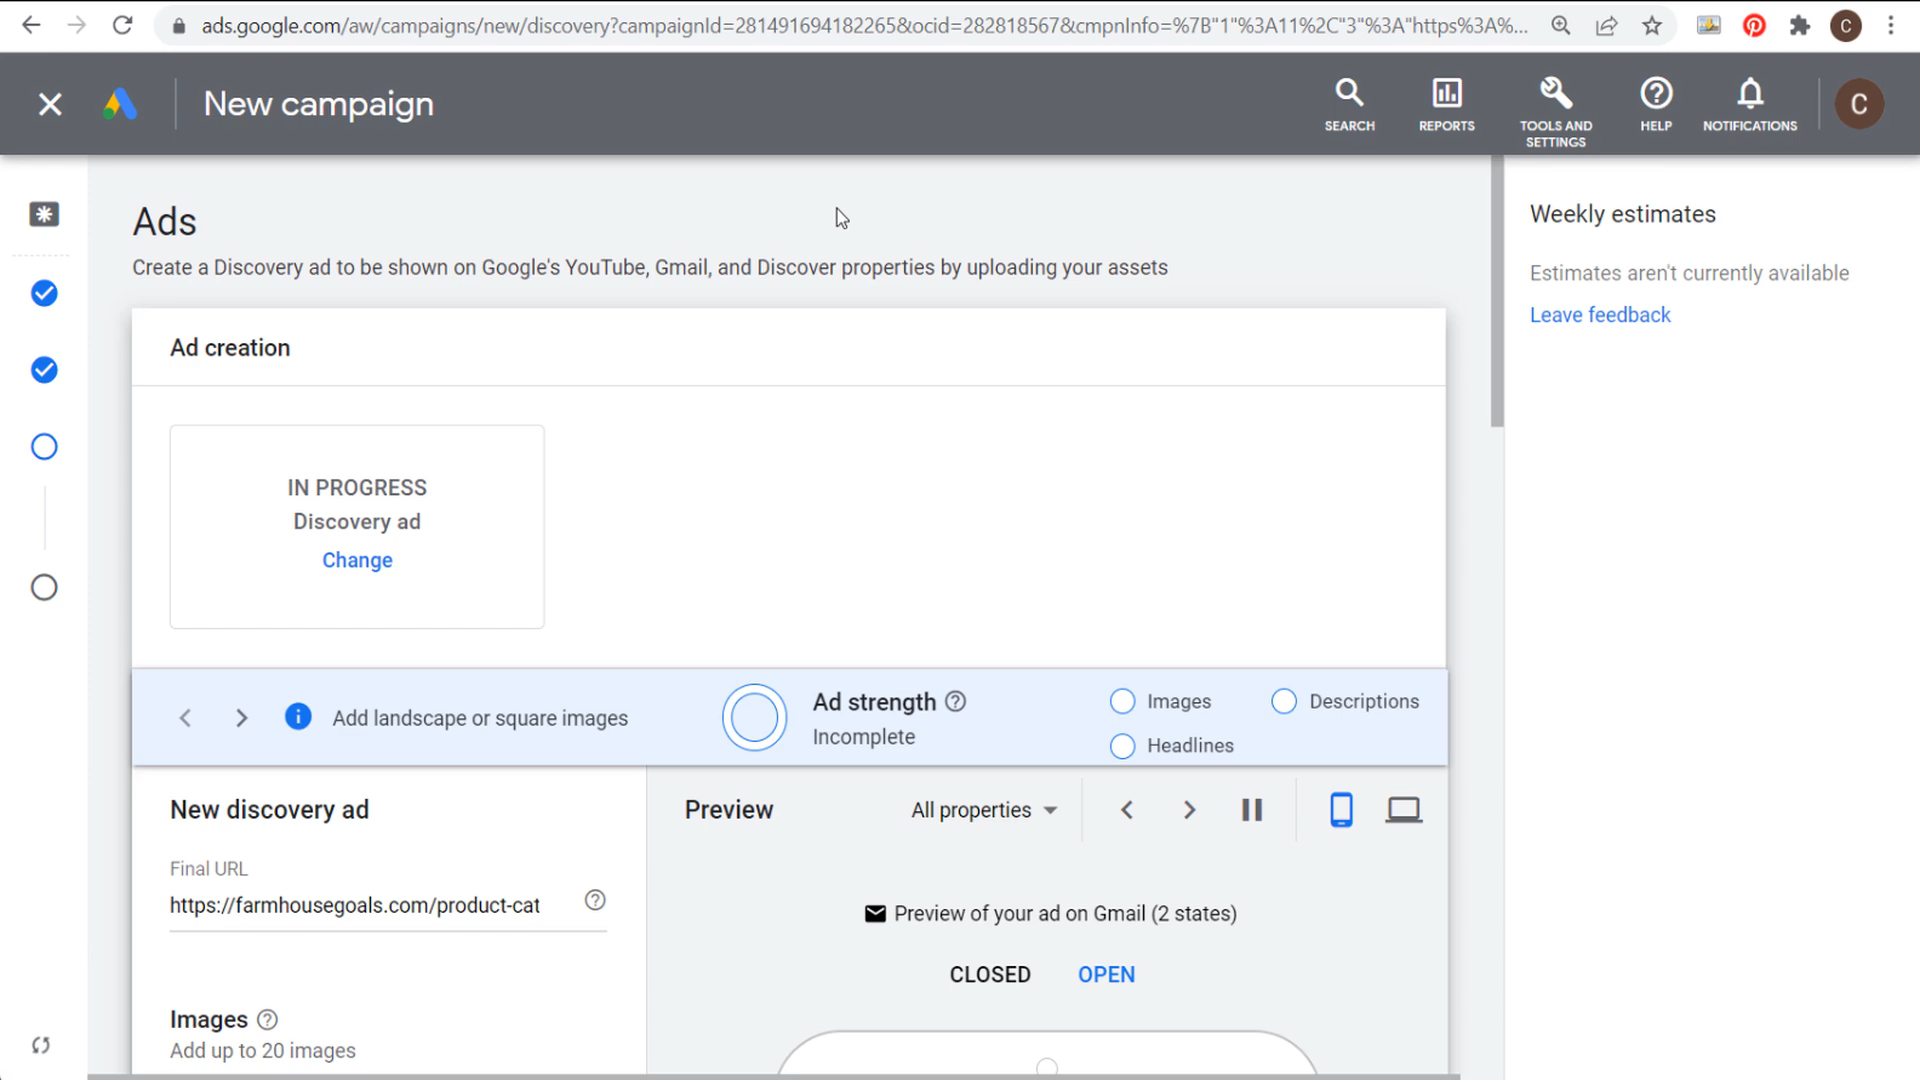 ads.google.com/aw/campaigns/new/discovery?campaignId=281491694182265&ocid=282818567&cmpnInfo=%7B"1"%3A11%2C"3"%3A"https%3A%...
C
New campaign
SEARCH
REPORTS
TOOLS AND
SETTINGS
HELP
NOTIFICATIONS
C
Ads
Create a Discovery ad to be shown on Google's YouTube, Gmail, and Discover properties by uploading your assets
Weekly estimates
Estimates aren't currently available
Leave feedback
Ad creation
IN PROGRESS
Discovery ad
Change
Add landscape or square images
Ad strength
Incomplete
Images
Descriptions
Headlines
New discovery ad
Final URL
https://farmhousegoals.com/product-cat
Images
Add up to 20 images
Preview
All properties
Preview of your ad on Gmail (2 states)
CLOSED
OPEN